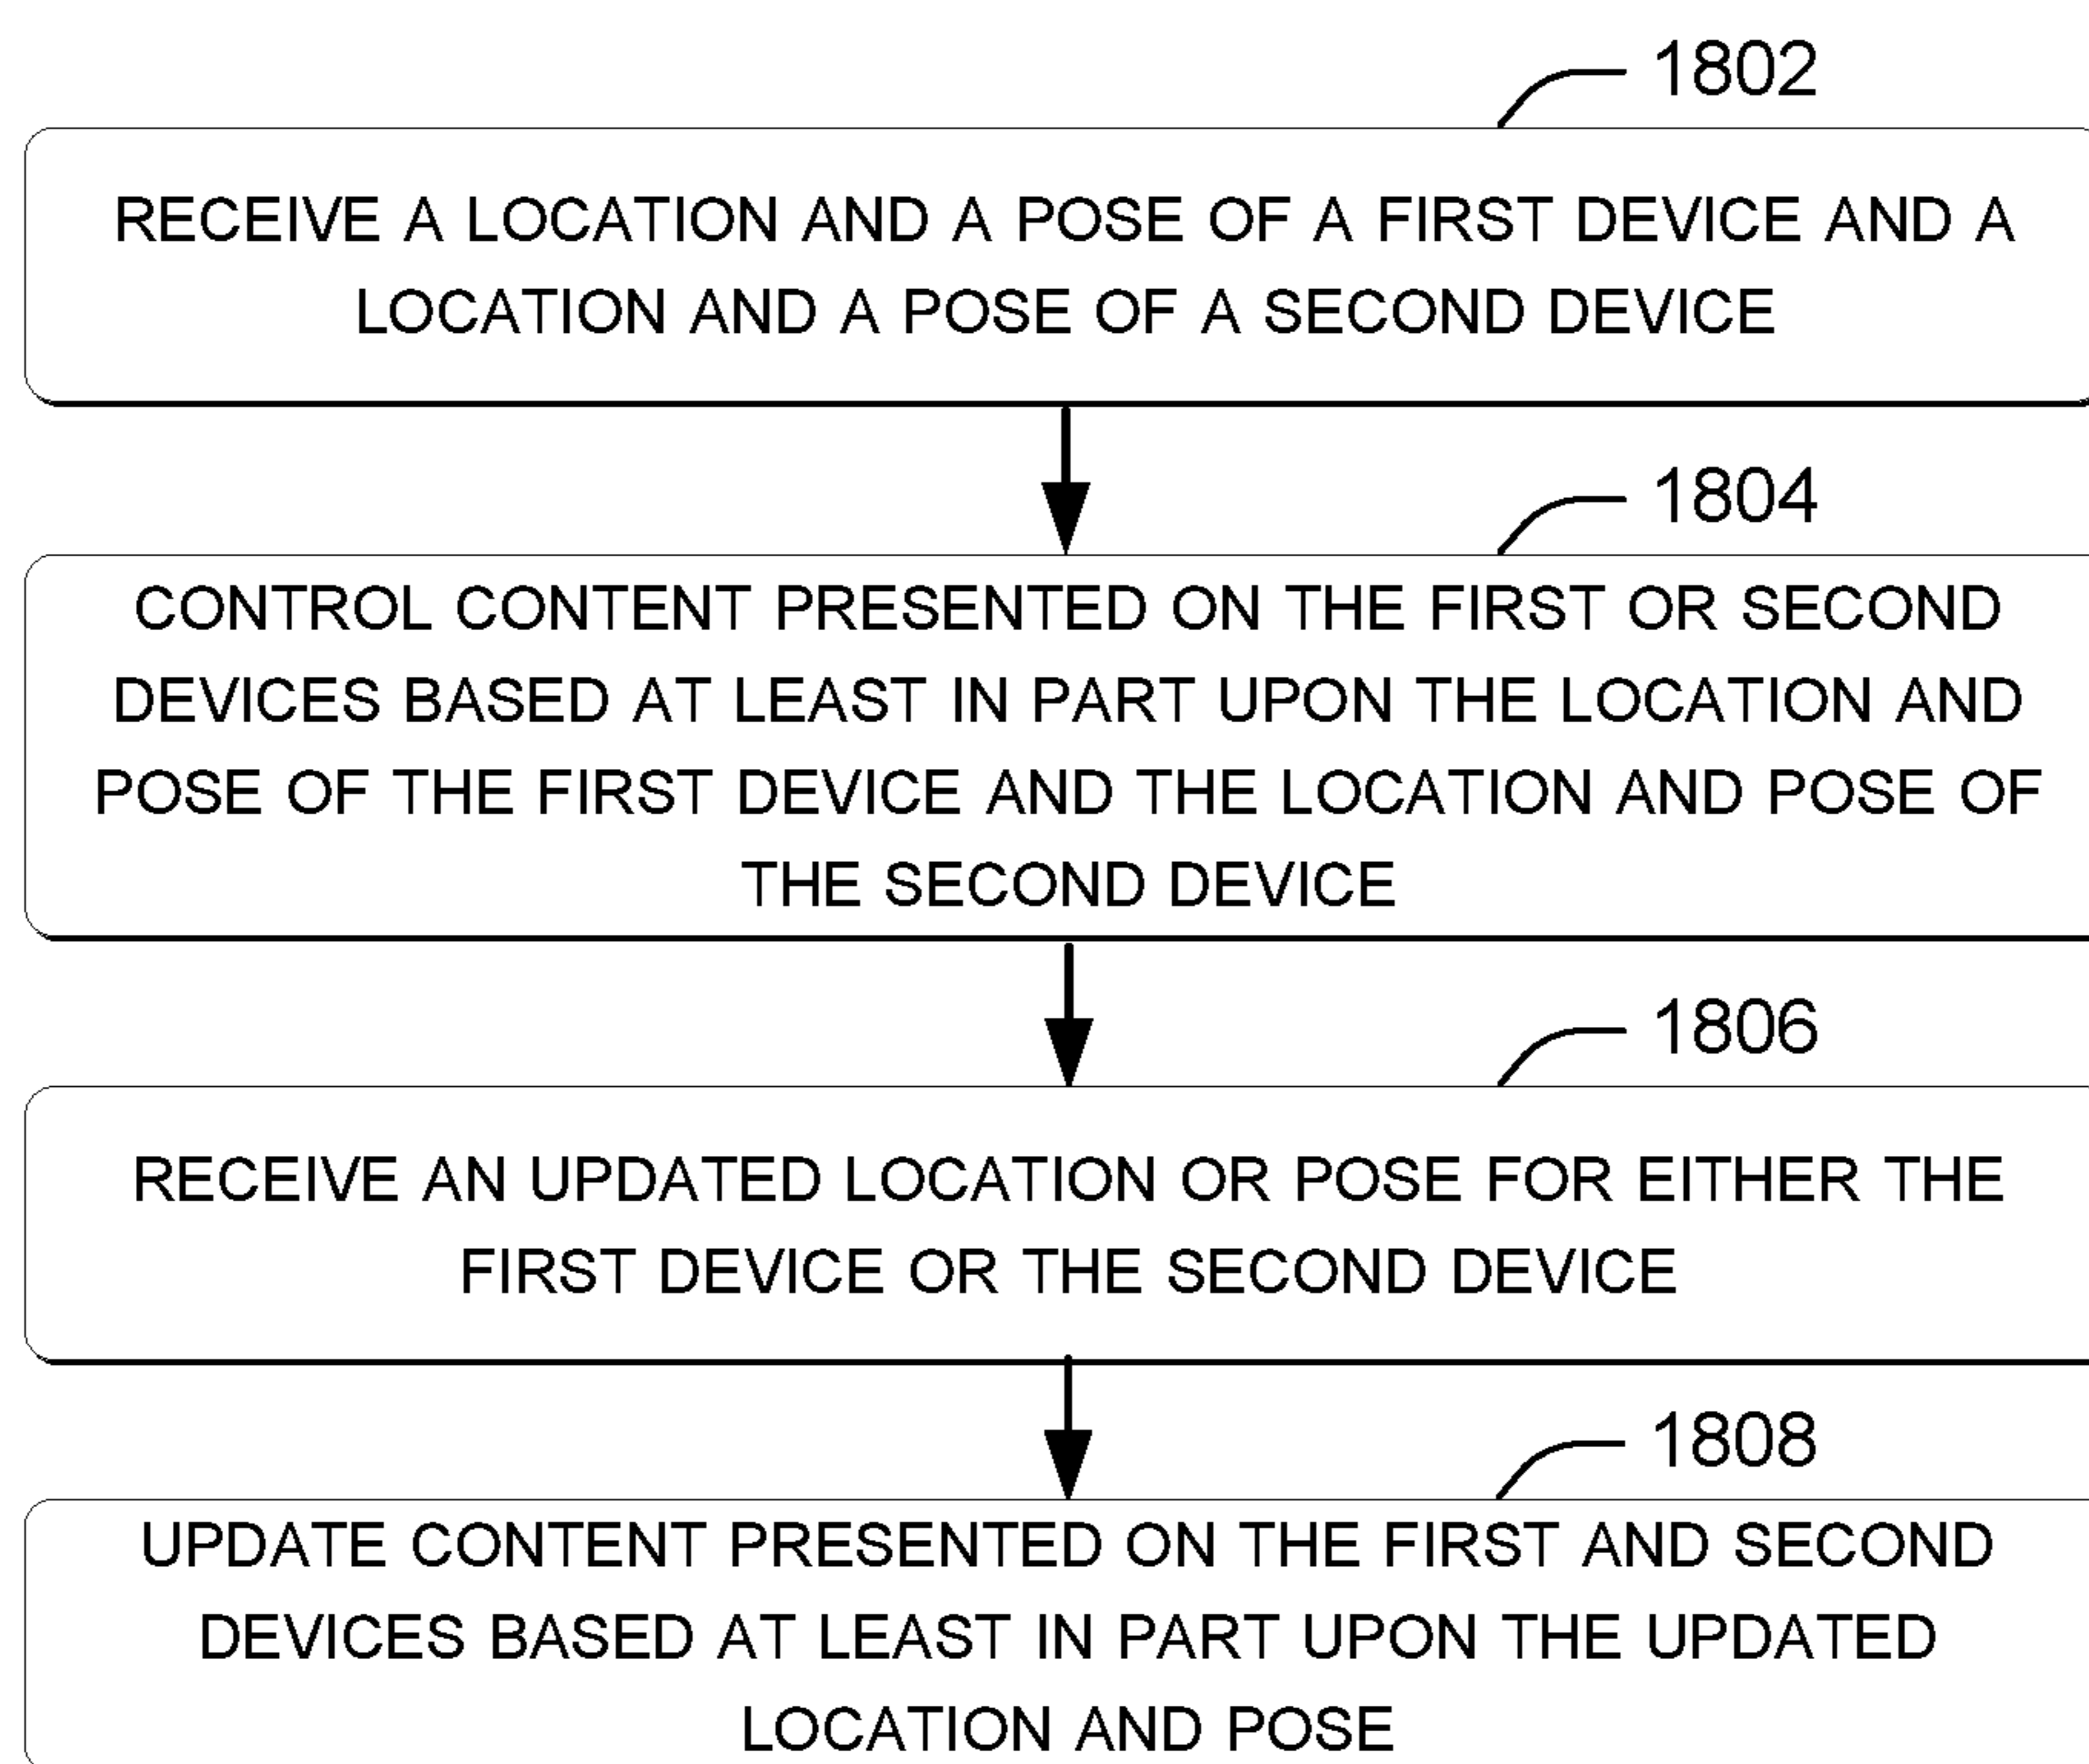 1802
RECEIVE A LOCATION AND A POSE OF A FIRST DEVICE AND A
LOCATION AND A POSE OF A SECOND DEVICE
1804
CONTROL CONTENT PRESENTED ON THE FIRST OR SECOND
DEVICES BASED AT LEAST IN PART UPON THE LOCATION AND
POSE OF THE FIRST DEVICE AND THE LOCATION AND POSE OF
THE SECOND DEVICE
1806
RECEIVE AN UPDATED LOCATION OR POSE FOR EITHER THE
FIRST DEVICE OR THE SECOND DEVICE
1808
UPDATE CONTENT PRESENTED ON THE FIRST AND SECOND
DEVICES BASED AT LEAST IN PART UPON THE UPDATED
LOCATION AND POSE